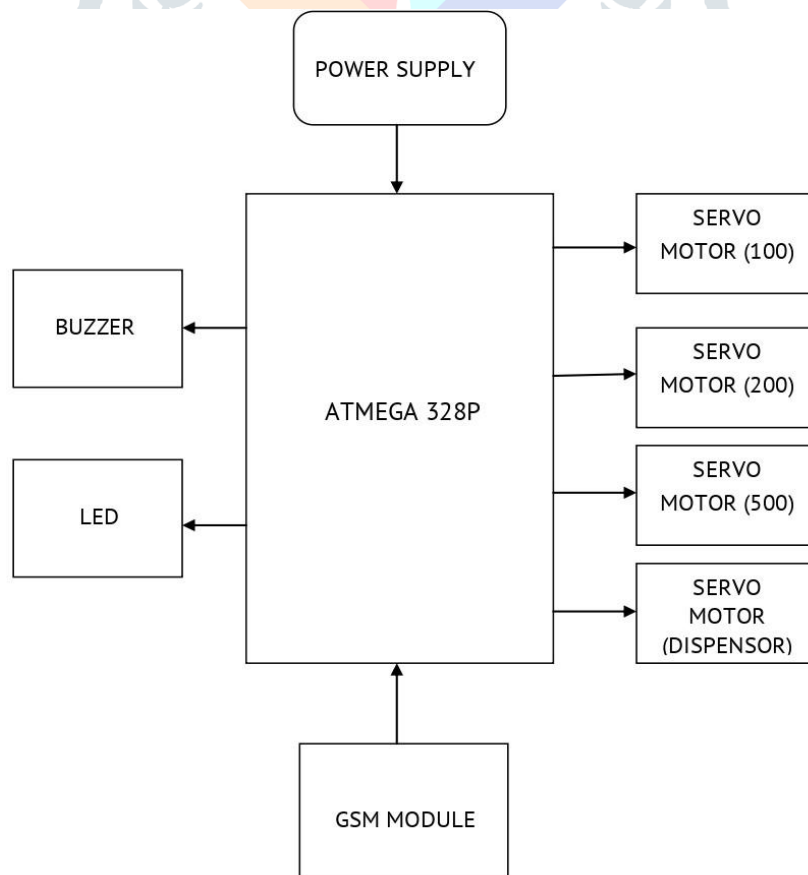 POWER SUPPLY
SERVO
MOTOR (100)
BUZZER
SERVO
MOTOR (200)
ATMEGA 328P
SERVO
MOTOR (500)
LED
SERVO
MOTOR
(DISPENSOR)
GSM MODULE